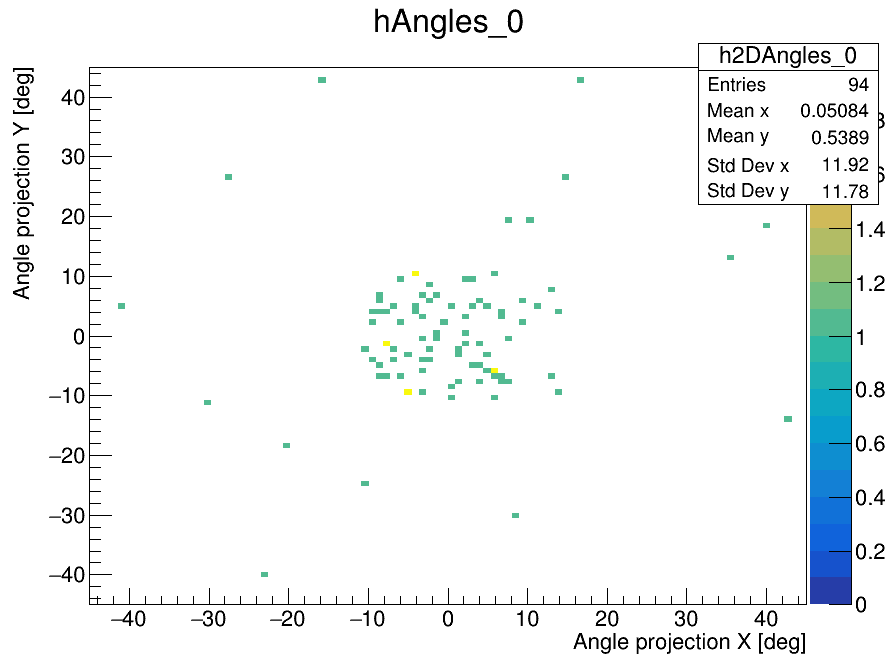 hAngles_0
h2DAngles_0
Entries 94
Mean x 0.05084
Mean y 0.5389
Std Dev x 11.92
Std Dev y 11.78
Angle projection Y [deg]
40
30
20
10
0
−10
−20
−30
−40
−40 −30 −20 −10 0 10 20 30 40
Angle projection X [deg]
1.4
1.2
1
0.8
0.6
0.4
0.2
0